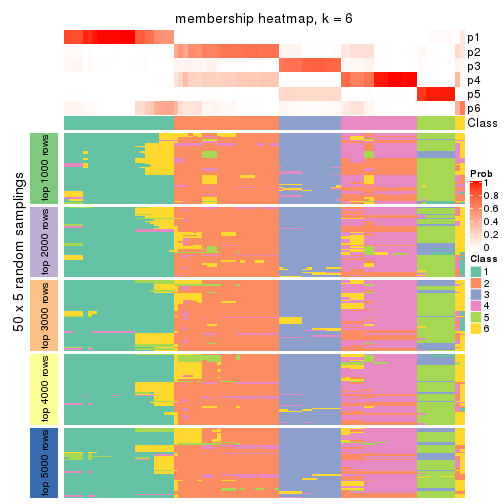 membership heatmap, k = 6
p1
p2
p3
p4
p5
p6
Class
50 x 5 random samplings
top 1000 rows
top 2000 rows
top 3000 rows
top 4000 rows
top 5000 rows
Prob
1
0.8
0.6
0.4
0.2
0
Class
1
2
3
4
5
6